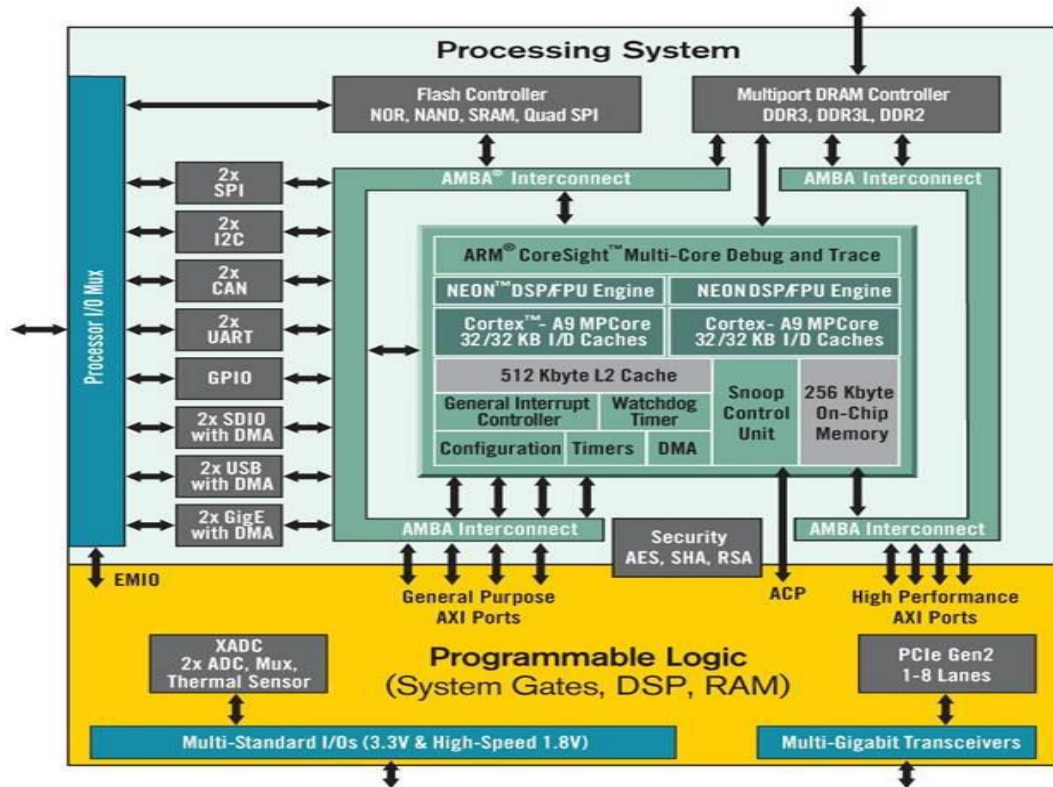 Processing System
Flash Controller
NOR, NAND, SRAM, Quad SPI
Multiport DRAM Controller
DDR3, DDR3L, DDR2
AMBA® Interconnect
AMBA Interconnect
Processor I/O Mux
2x
SPI
2x
I2C
2x
CAN
2x
UART
GPIO
2x SDIO
with DMA
2x USB
with DMA
2x GigE
with DMA
ARM® CoreSight™ Multi-Core Debug and Trace
NEON™ DSP/FPU Engine
NEON DSP/FPU Engine
Cortex™- A9 MPCore
32/32 KB I/D Caches
Cortex- A9 MPCore
32/32 KB I/D Caches
512 Kbyte L2 Cache
General Interrupt
Controller
Watchdog
Timer
Configuration
Timers
DMA
Snoop
Control
Unit
256 Kbyte
On-Chip
Memory
AMBA Interconnect
AMBA Interconnect
Security
AES, SHA, RSA
EMIO
General Purpose
AXI Ports
ACP
High Performance
AXI Ports
XADC
2x ADC, Mux,
Thermal Sensor
Programmable Logic
(System Gates, DSP, RAM)
PCIe Gen2
1-8 Lanes
Multi-Standard I/Os (3.3V & High-Speed 1.8V)
Multi-Gigabit Transceivers